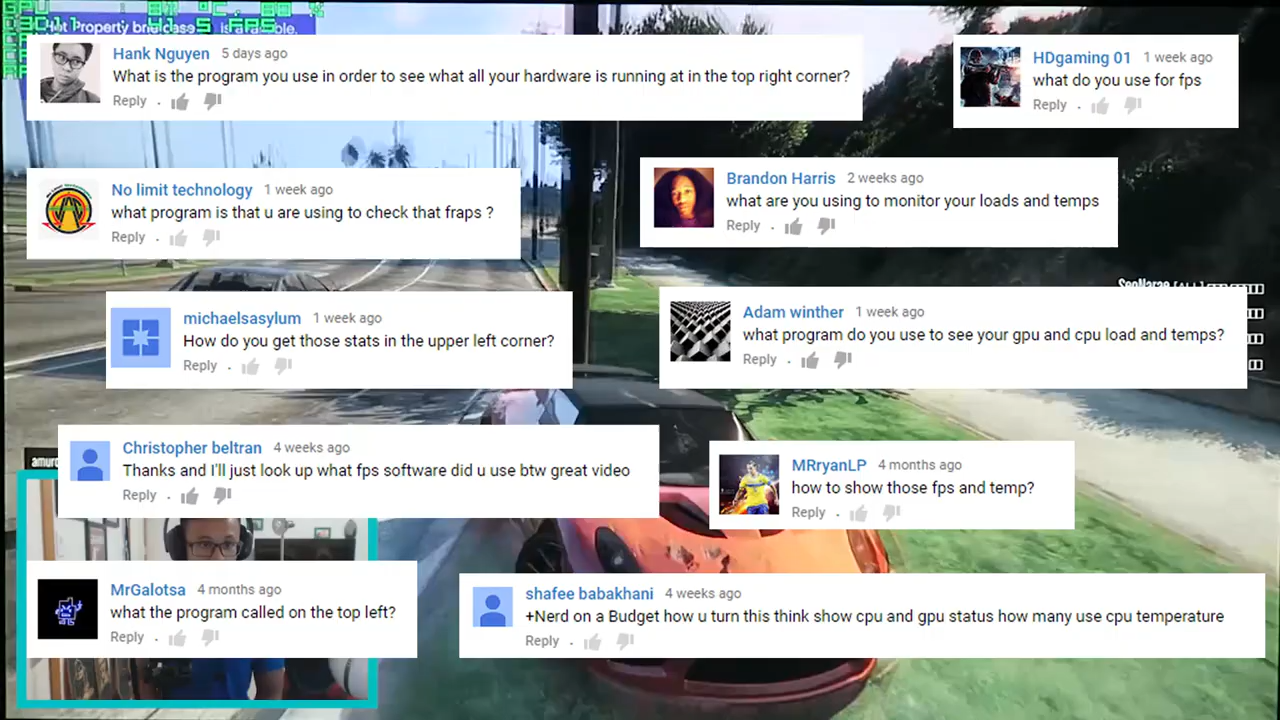 GPU
°C, 80 %
Hot Property briefcase is available.
Hank Nguyen 5 days ago
What is the program you use in order to see what all your hardware is running at in the top right corner?
Reply
HDgaming 01 1 week ago
what do you use for fps
Reply
No limit technology 1 week ago
what program is that u are using to check that fraps ?
Reply
Brandon Harris 2 weeks ago
what are you using to monitor your loads and temps
Reply
michaelsasylum 1 week ago
How do you get those stats in the upper left corner?
Reply
Adam winther 1 week ago
what program do you use to see your gpu and cpu load and temps?
Reply
Christopher beltran 4 weeks ago
Thanks and I'll just look up what fps software did u use btw great video
Reply
MRryanLP 4 months ago
how to show those fps and temp?
Reply
MrGalotsa 4 months ago
what the program called on the top left?
Reply
shafee babakhani 4 weeks ago
+Nerd on a Budget how u turn this think show cpu and gpu status how many use cpu temperature
Reply